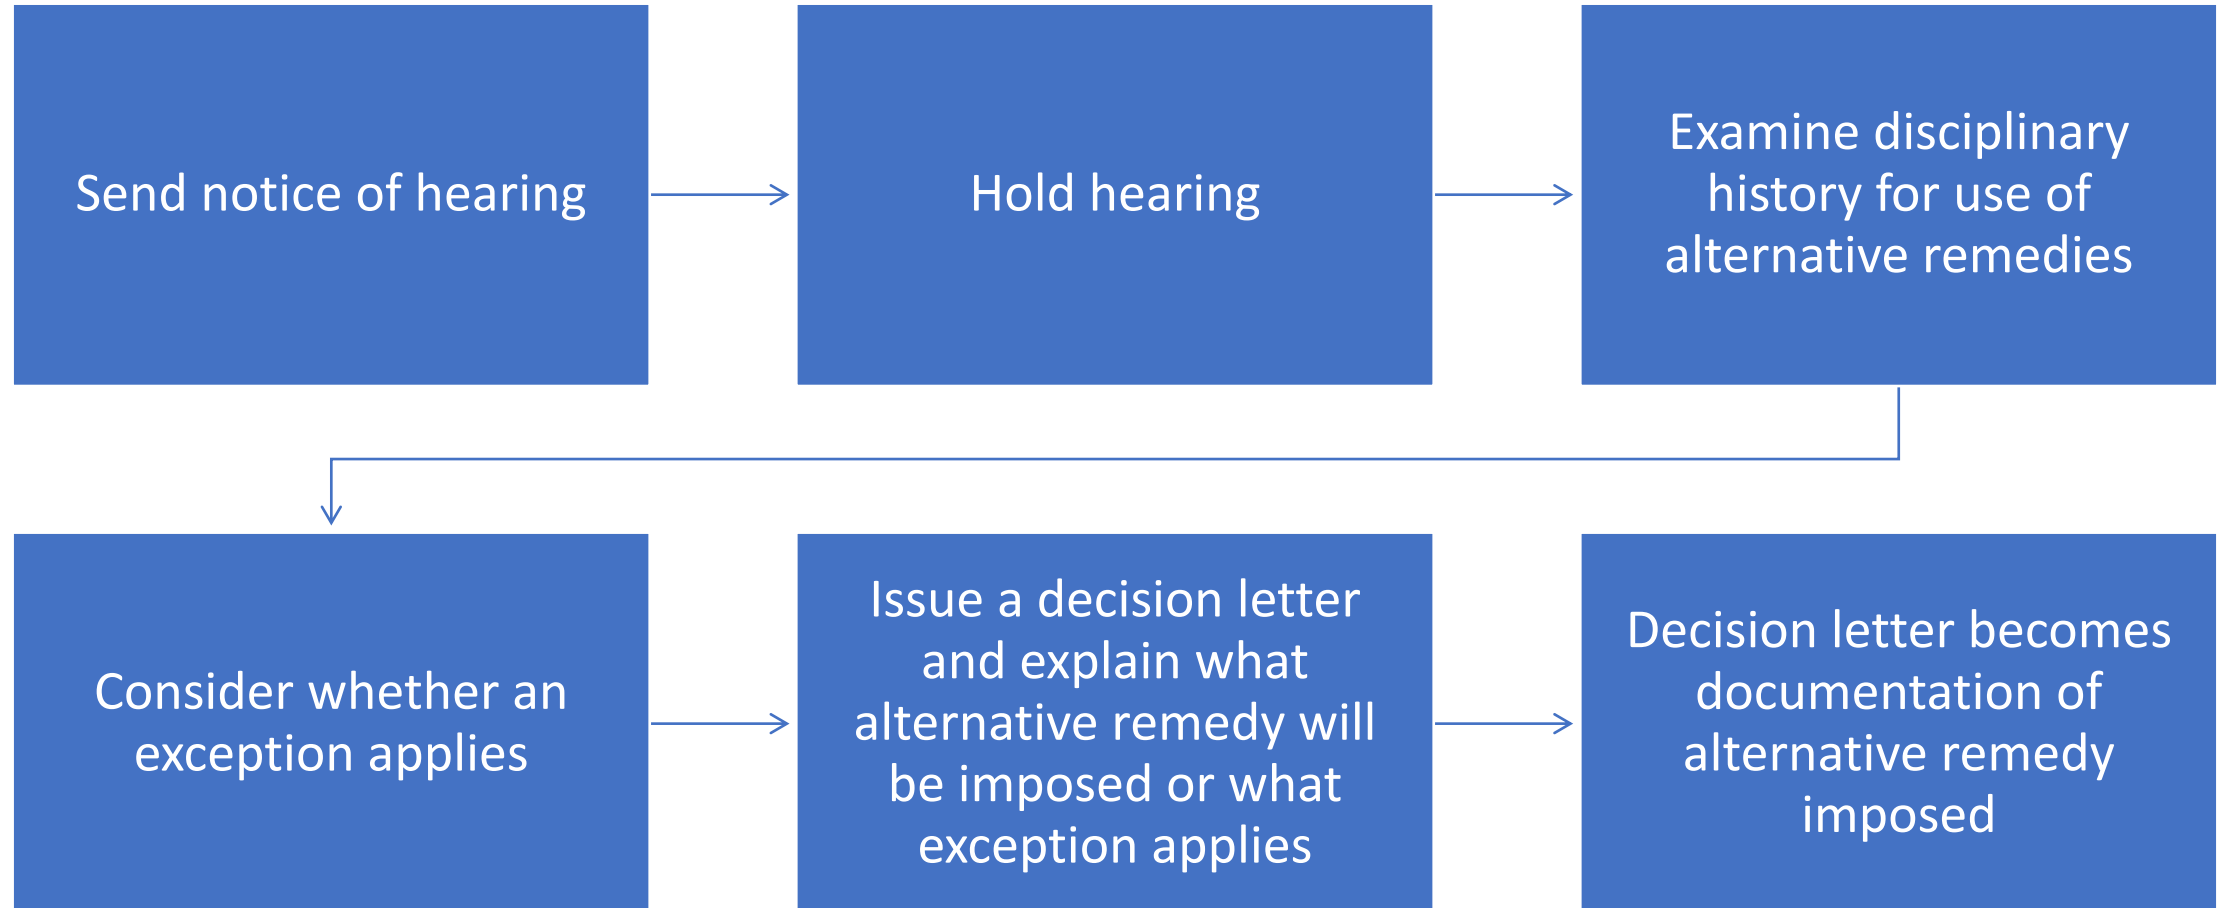 Send notice of hearing
Hold hearing
Examine disciplinary
history for use of
alternative remedies
Consider whether an
exception applies
Issue a decision letter
and explain what
alternative remedy will
be imposed or what
exception applies
Decision letter becomes
documentation of
alternative remedy
imposed